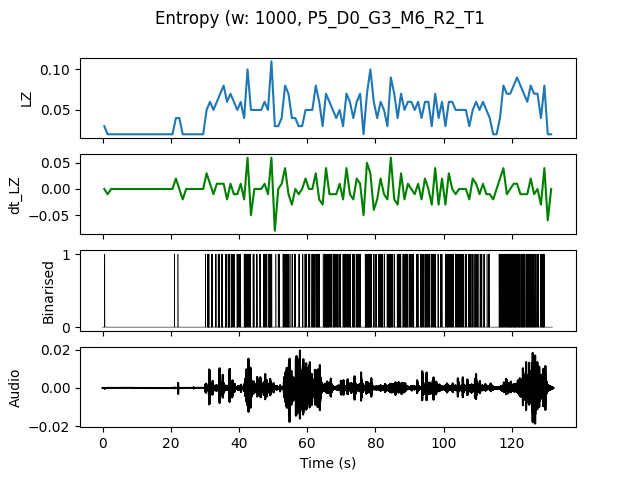 Entropy (w: 1000, P5_D0_G3_M6_R2_T1
0.10
0.05
LZ
0.05
0.00
−0.05
dt_LZ
1
0
Binarised
0.02
0.00
−0.02
Audio
0 20 40 60 80 100 120
Time (s)